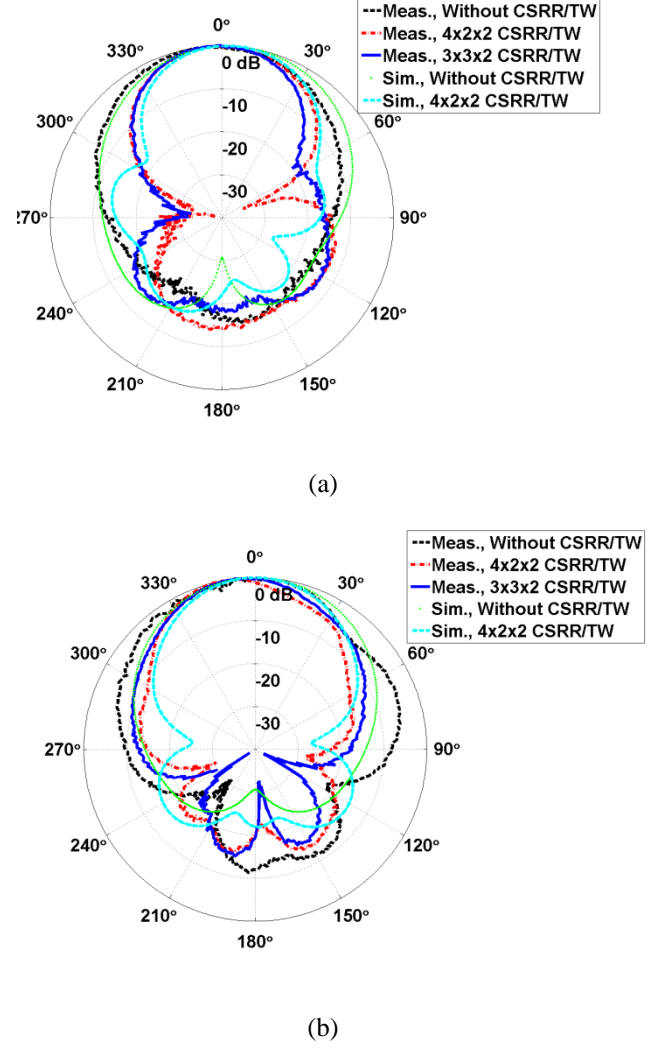 0°
30°
60°
90°
120°
150°
180°
210°
240°
270°
300°
330°
0 dB
-10
-20
-30
Meas., Without CSRR/TW
Meas., 4x2x2 CSRR/TW
Meas., 3x3x2 CSRR/TW
Sim., Without CSRR/TW
Sim., 4x2x2 CSRR/TW
(a)
0°
30°
60°
90°
120°
150°
180°
210°
240°
270°
300°
330°
0 dB
-10
-20
-30
Meas., Without CSRR/TW
Meas., 4x2x2 CSRR/TW
Meas., 3x3x2 CSRR/TW
Sim., Without CSRR/TW
Sim., 4x2x2 CSRR/TW
(b)